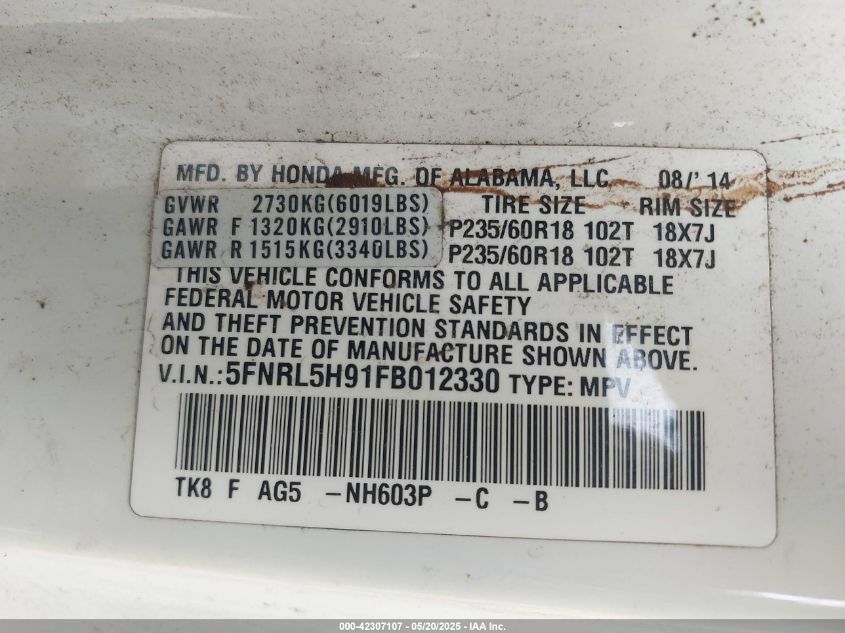 MFD. BY HONDA MFG. OF ALABAMA, LLC 08/'14
GVWR 2730KG(6019LBS) TIRE SIZE RIM SIZE
GAWR F 1320KG(2910LBS) P235/60R18 102T 18X7J
GAWR R 1515KG(3340LBS) P235/60R18 102T 18X7J
THIS VEHICLE CONFORMS TO ALL APPLICABLE
FEDERAL MOTOR VEHICLE SAFETY
AND THEFT PREVENTION STANDARDS IN EFFECT
ON THE DATE OF MANUFACTURE SHOWN ABOVE.
V.I.N.: 5FNRL5H91FB012330 TYPE: MPV
TK8 F AG5 -NH603P -C -B
000-42307107 - 05/20/2025 - IAA Inc.